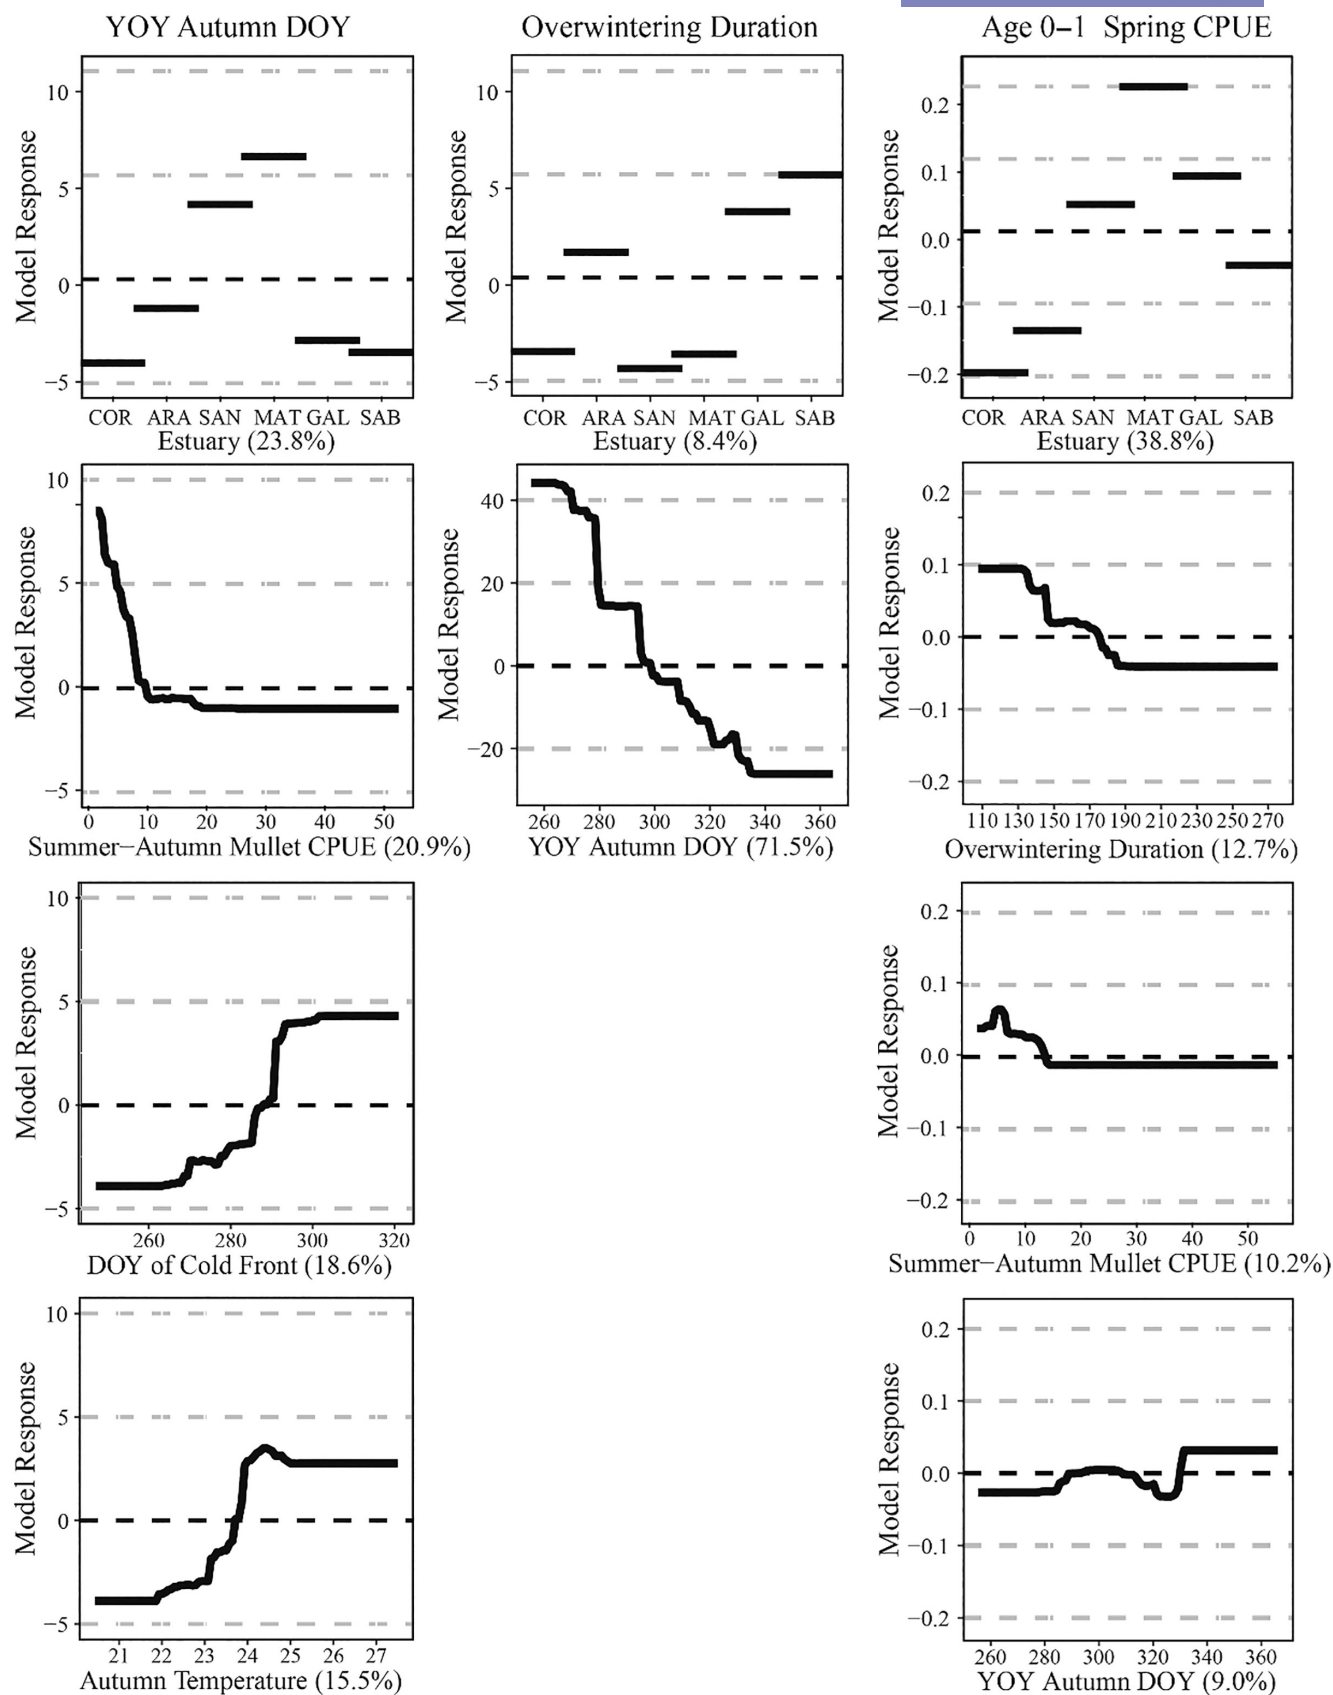 YOY Autumn DOY
Model Response
10
5
0
−5
COR ARA SAN MAT GAL SAB
Estuary (23.8%)
Overwintering Duration
Model Response
10
5
0
−5
COR ARA SAN MAT GAL SAB
Estuary (8.4%)
Age 0−1 Spring CPUE
Model Response
0.2
0.1
0.0
−0.1
−0.2
COR ARA SAN MAT GAL SAB
Estuary (38.8%)
Model Response
10
5
0
−5
0 10 20 30 40 50
Summer−Autumn Mullet CPUE (20.9%)
Model Response
40
20
0
−20
260 280 300 320 340 360
YOY Autumn DOY (71.5%)
Model Response
0.2
0.1
0.0
−0.1
−0.2
110 130 150 170 190 210 230 250 270
Overwintering Duration (12.7%)
Model Response
10
5
0
−5
260 280 300 320
DOY of Cold Front (18.6%)
Model Response
0.2
0.1
0.0
−0.1
−0.2
0 10 20 30 40 50
Summer−Autumn Mullet CPUE (10.2%)
Model Response
10
5
0
−5
21 22 23 24 25 26 27
Autumn Temperature (15.5%)
Model Response
0.2
0.1
0.0
−0.1
−0.2
260 280 300 320 340 360
YOY Autumn DOY (9.0%)